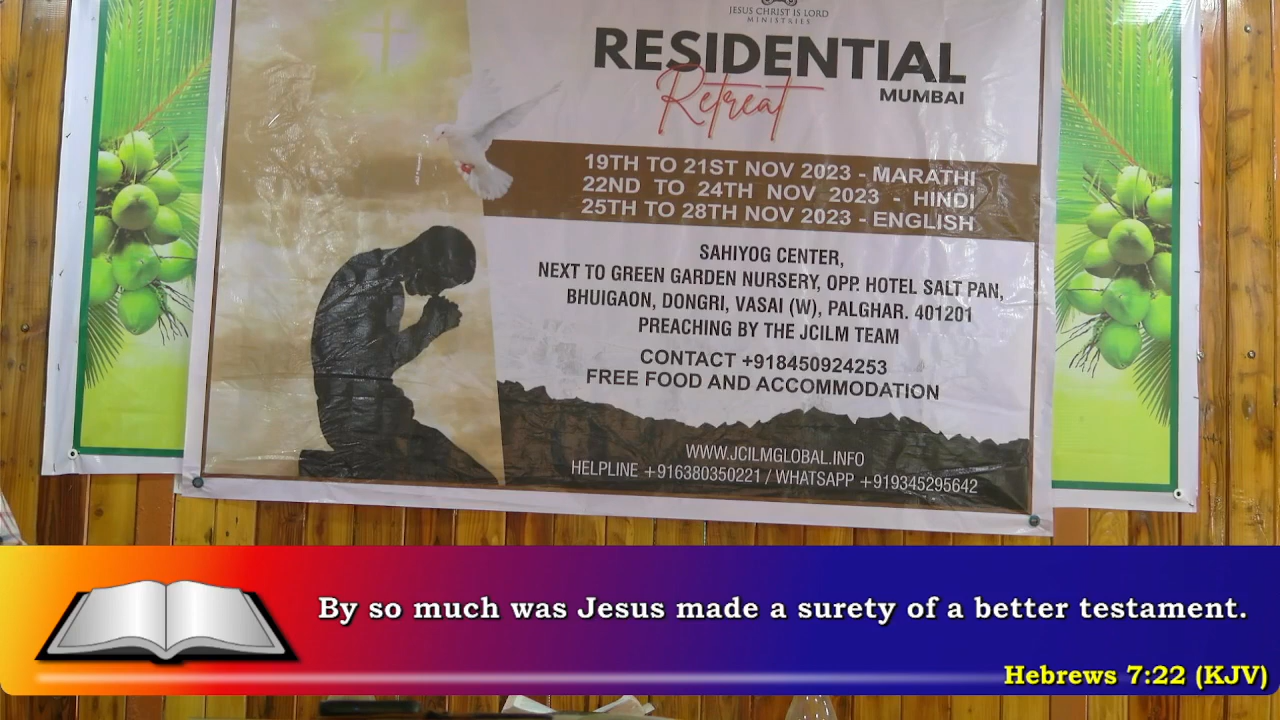 JESUS CHRIST IS LORD
MINISTRIES
RESIDENTIAL
Retreat
MUMBAI
19TH TO 21ST NOV 2023 - MARATHI
22ND TO 24TH NOV 2023 - HINDI
25TH TO 28TH NOV 2023 - ENGLISH
SAHIYOG CENTER,
NEXT TO GREEN GARDEN NURSERY, OPP. HOTEL SALT PAN,
BHUIGAON, DONGRI, VASAI (W), PALGHAR. 401201
PREACHING BY THE JCILM TEAM
CONTACT +918450924253
FREE FOOD AND ACCOMMODATION
WWW.JCILMGLOBAL.INFO
HELPLINE +916380350221 / WHATSAPP +919345295642
By so much was Jesus made a surety of a better testament.
Hebrews 7:22 (KJV)